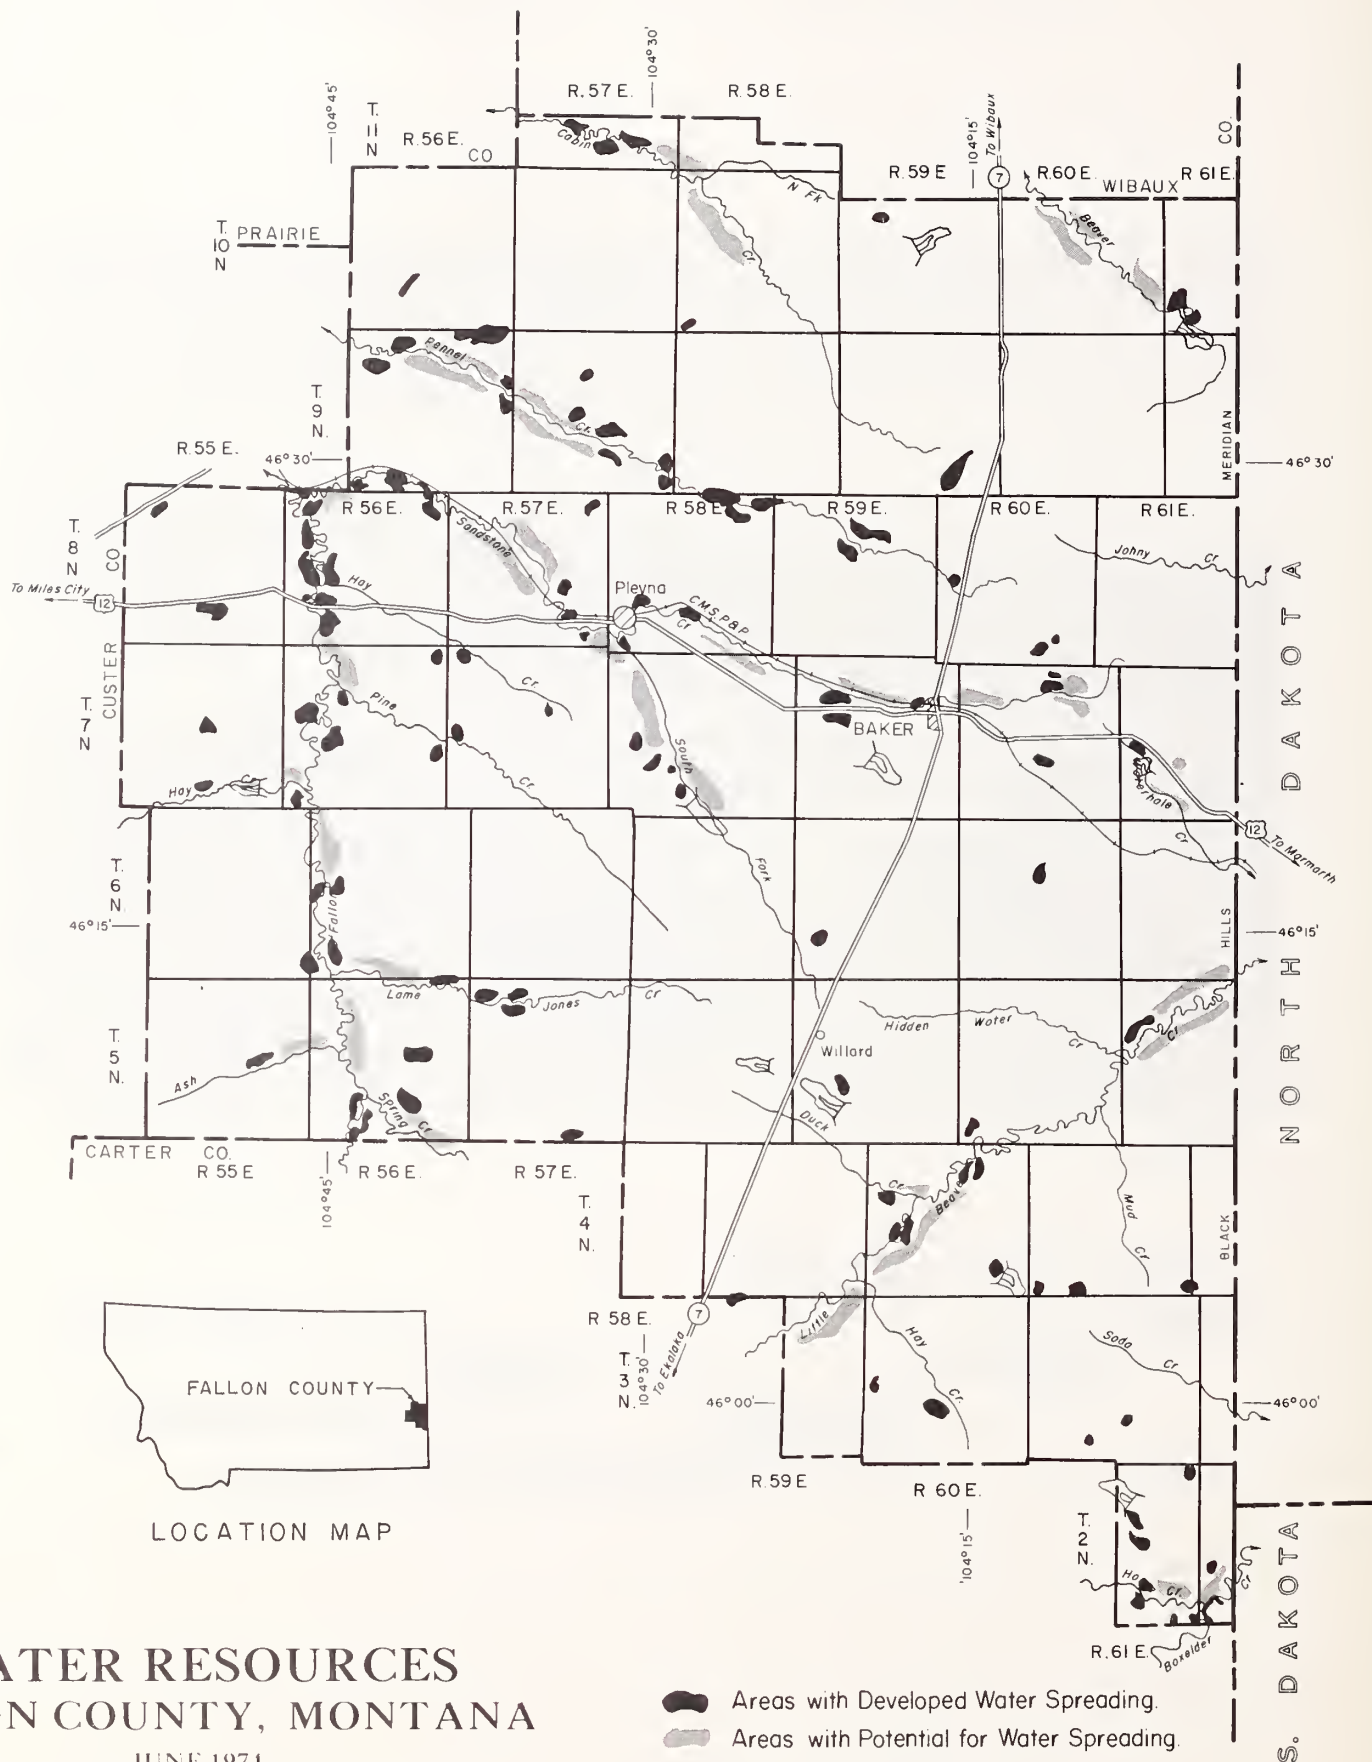 R. 57 E.
104° 30'
R. 58 E.
104° 45'
T. 11 N
R. 56 E.
CO
Cabin
N Fk
Cr.
R. 59 E
104° 15'
To Wibaux
7
R. 60 E.
WIBAUX
R 61 E.
CO.
Beaver
T. 10 N
PRAIRIE
Pennel
Cr.
T. 9 N.
MERIDIAN
R. 55 E.
46° 30'
46° 30'
R 56 E.
R. 57 E.
R 58 E.
R 59 E.
R 60 E.
R 61 E.
T. 8 N
CO
Sandstone
Johny Cr.
To Miles City
12
Hay
Cr.
Plevna
C.M.S.P.&P
Cr
CUSTER
T. 7 N
Pine
Cr.
South
Fork
BAKER
Hay Cr.
Cr
12
To Marmarth
T. 6 N.
46° 15'
Fallon
HILLS
46° 15'
NORTH DAKOTA
Lame Jones Cr
Hidden Water Cr
Cr
T. 5 N.
Ash
Willard
Spring Cr
Duck
Cr.
CARTER CO.
R 55 E
R 56 E.
R 57 E.
104° 45'
T. 4 N.
Beaver
Mud Cr
BLACK
R 58 E.
7
Little
Hay Cr.
Soda Cr
T. 3 N.
104° 30'
To Ekalaka
46° 00'
46° 00'
FALLON COUNTY
R. 59 E
R 60 E.
LOCATION MAP
T. 2 N.
104° 15'
Cr.
Cr
R. 61 E.
Boxelder
S. DAKOTA
ATER RESOURCES
N COUNTY, MONTANA
JUNE 1971
Areas with Developed Water Spreading.
Areas with Potential for Water Spreading.